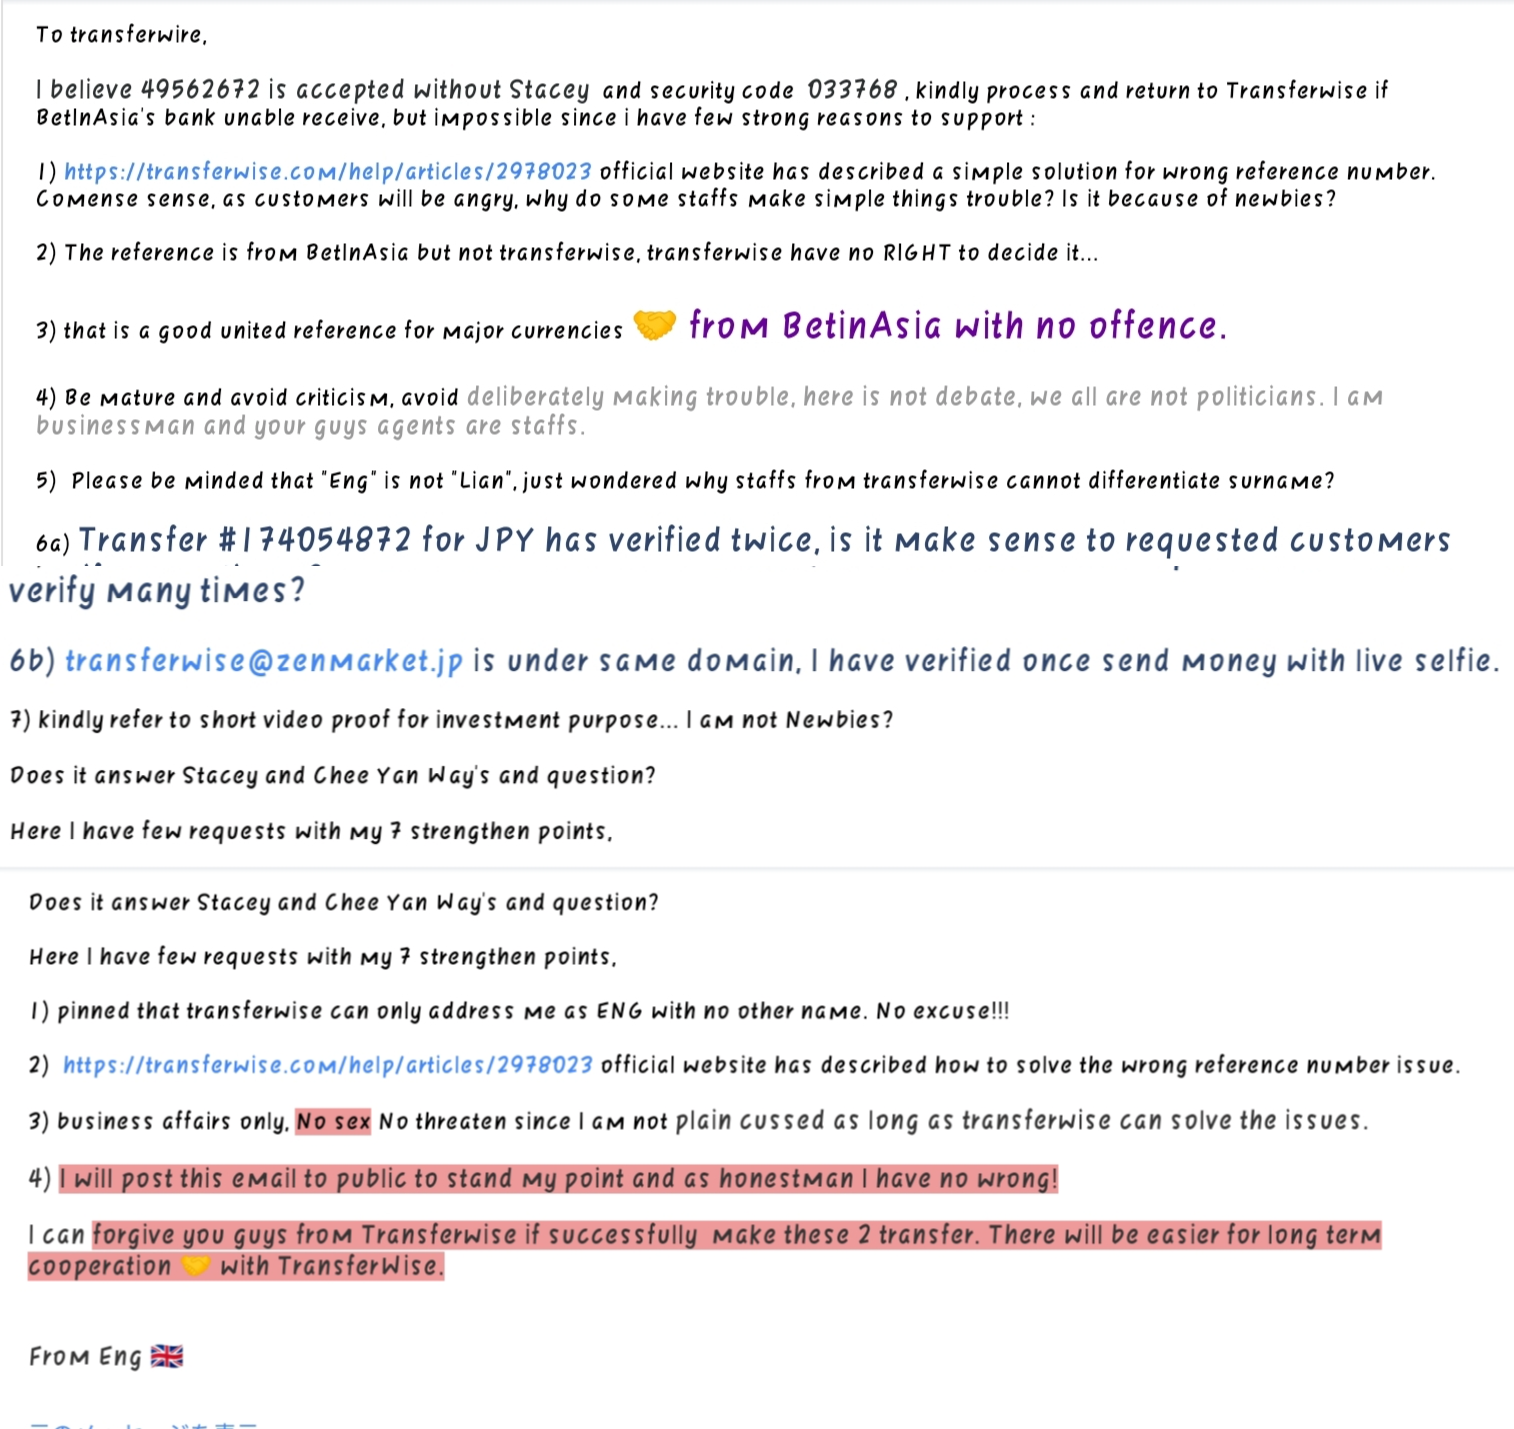 To transferwire,
I believe 49562672 is accepted without Stacey and security code 033768 , kindly process and return to Transferwise if
BetInAsia's bank unable receive, but impossible since i have few strong reasons to support :
1) https://transferwise.com/help/articles/2978023 official website has described a simple solution for wrong reference number.
Comense sense, as customers will be angry, why do some staffs make simple things trouble? Is it because of newbies?
2) The reference is from BetInAsia but not transferwise, transferwise have no RIGHT to decide it...
3) that is a good united reference for major currencies 🤝 from BetinAsia with no offence.
4) Be mature and avoid criticism, avoid deliberately making trouble, here is not debate, we all are not politicians. I am
businessman and your guys agents are staffs.
5) Please be minded that "Eng" is not "Lian", just wondered why staffs from transferwise cannot differentiate surname?
6a) Transfer #174054872 for JPY has verified twice, is it make sense to requested customers
verify many times?
6b) transferwise@zenmarket.jp is under same domain, I have verified once send money with live selfie.
7) kindly refer to short video proof for investment purpose... I am not Newbies?
Does it answer Stacey and Chee Yan Way's and question?
Here I have few requests with my 7 strengthen points,
Does it answer Stacey and Chee Yan Way's and question?
Here I have few requests with my 7 strengthen points,
1) pinned that transferwise can only address me as ENG with no other name. No excuse!!!
2) https://transferwise.com/help/articles/2978023 official website has described how to solve the wrong reference number issue.
3) business affairs only, No sex No threaten since I am not plain cussed as long as transferwise can solve the issues.
4) I will post this email to public to stand my point and as honestman I have no wrong!
I can forgive you guys from Transferwise if successfully make these 2 transfer. There will be easier for long term
cooperation 🤝 with TransferWise.
From Eng 🇬🇧